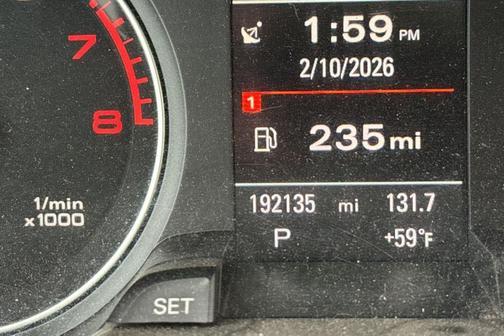 7
8
1/min
x1000
1:59 PM
2/10/2026
1
235 mi
192135 mi 131.7
P +59°F
SET